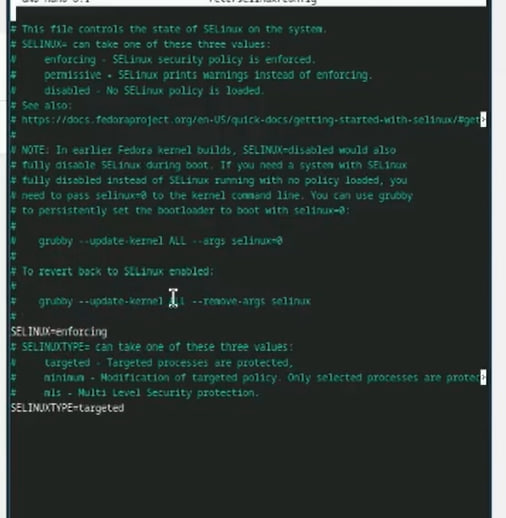 # This file controls the state of SELinux on the system.
# SELINUX= can take one of these three values:
#     enforcing - SELinux security policy is enforced.
#     permissive - SELinux prints warnings instead of enforcing.
#     disabled - No SELinux policy is loaded.
# See also:
# https://docs.fedoraproject.org/en-US/quick-docs/getting-started-with-selinux/#get>
#
# NOTE: In earlier Fedora kernel builds, SELINUX=disabled would also
# fully disable SELinux during boot. If you need a system with SELinux
# fully disabled instead of SELinux running with no policy loaded, you
# need to pass selinux=0 to the kernel command line. You can use grubby
# to persistently set the bootloader to boot with selinux=0:
#
#    grubby --update-kernel ALL --args selinux=0
#
# To revert back to SELinux enabled:
#
#    grubby --update-kernel ALL --remove-args selinux
#
SELINUX=enforcing
# SELINUXTYPE= can take one of these three values:
#     targeted - Targeted processes are protected,
#     minimum - Modification of targeted policy. Only selected processes are protec>
#     mls - Multi Level Security protection.
SELINUXTYPE=targeted